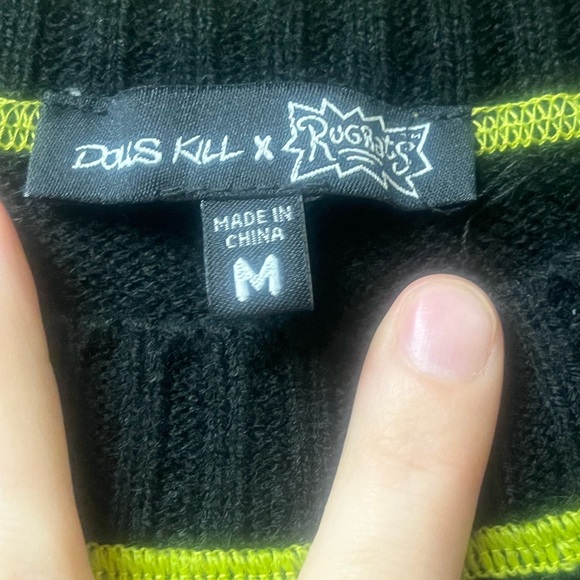 DOLLS KILL X RUGRATS
MADE IN
CHINA
M